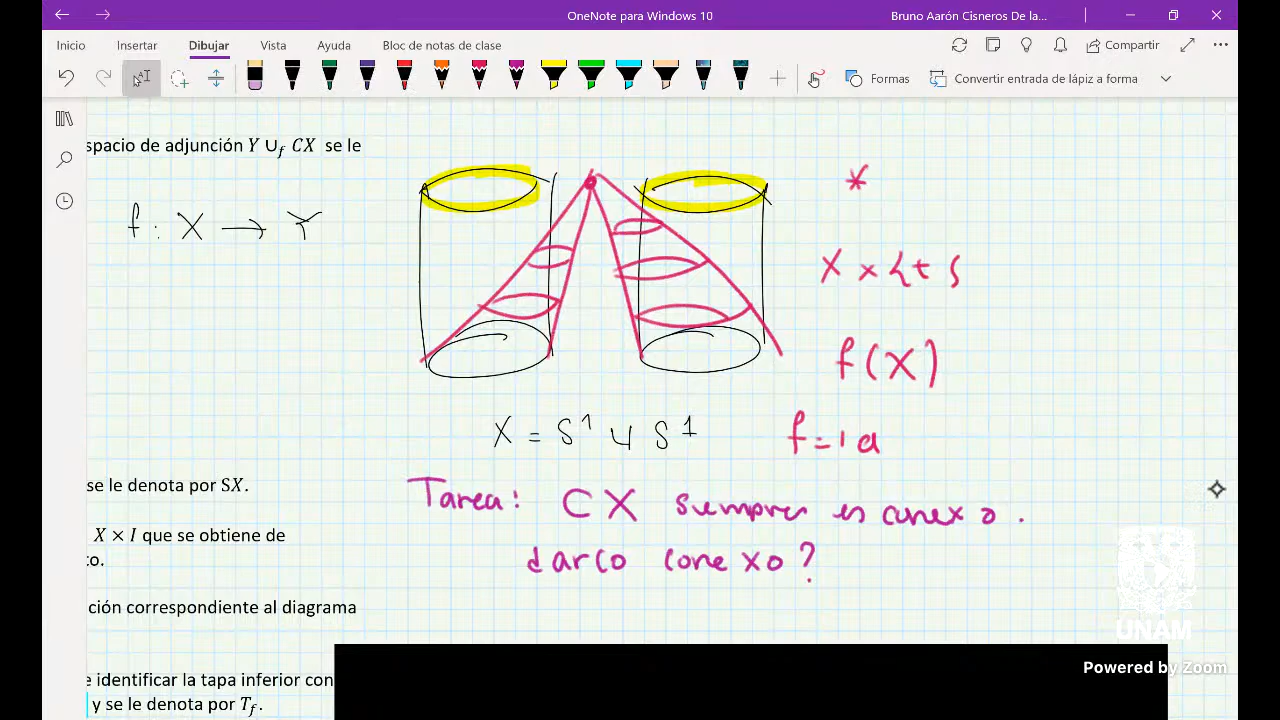 OneNote para Windows 10
Bruno Aarón Cisneros De la...
Inicio Insertar Dibujar Vista Ayuda Bloc de notas de clase
Compartir
Formas
Convertir entrada de lápiz a forma
spacio de adjunción Y ∪_f CX se le
f: X → Y
*
X × {t}
f(X)
X = S¹ ⊔ S¹
f = Id
Tarea: CX siempre es conexo.
¿arco conexo?
se le denota por SX.
X × I que se obtiene de
to.
ción correspondiente al diagrama
e identificar la tapa inferior con
y se le denota por T_f.
UNAM
Powered by Zoom